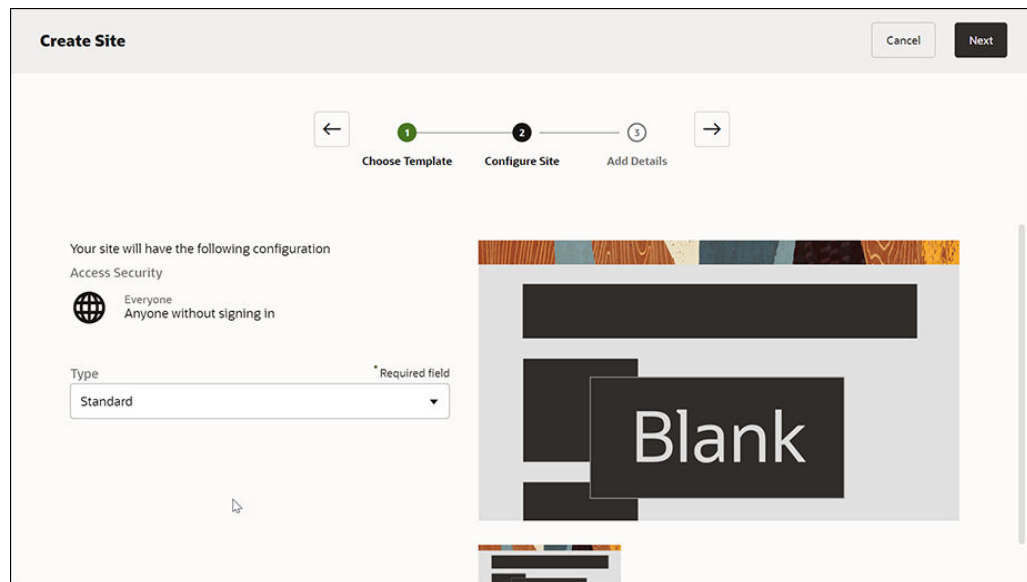 Create Site
Cancel
Next
1
2
3
Choose Template
Configure Site
Add Details
Your site will have the following configuration
Access Security
Everyone
Anyone without signing in
Type
* Required field
Standard
Blank